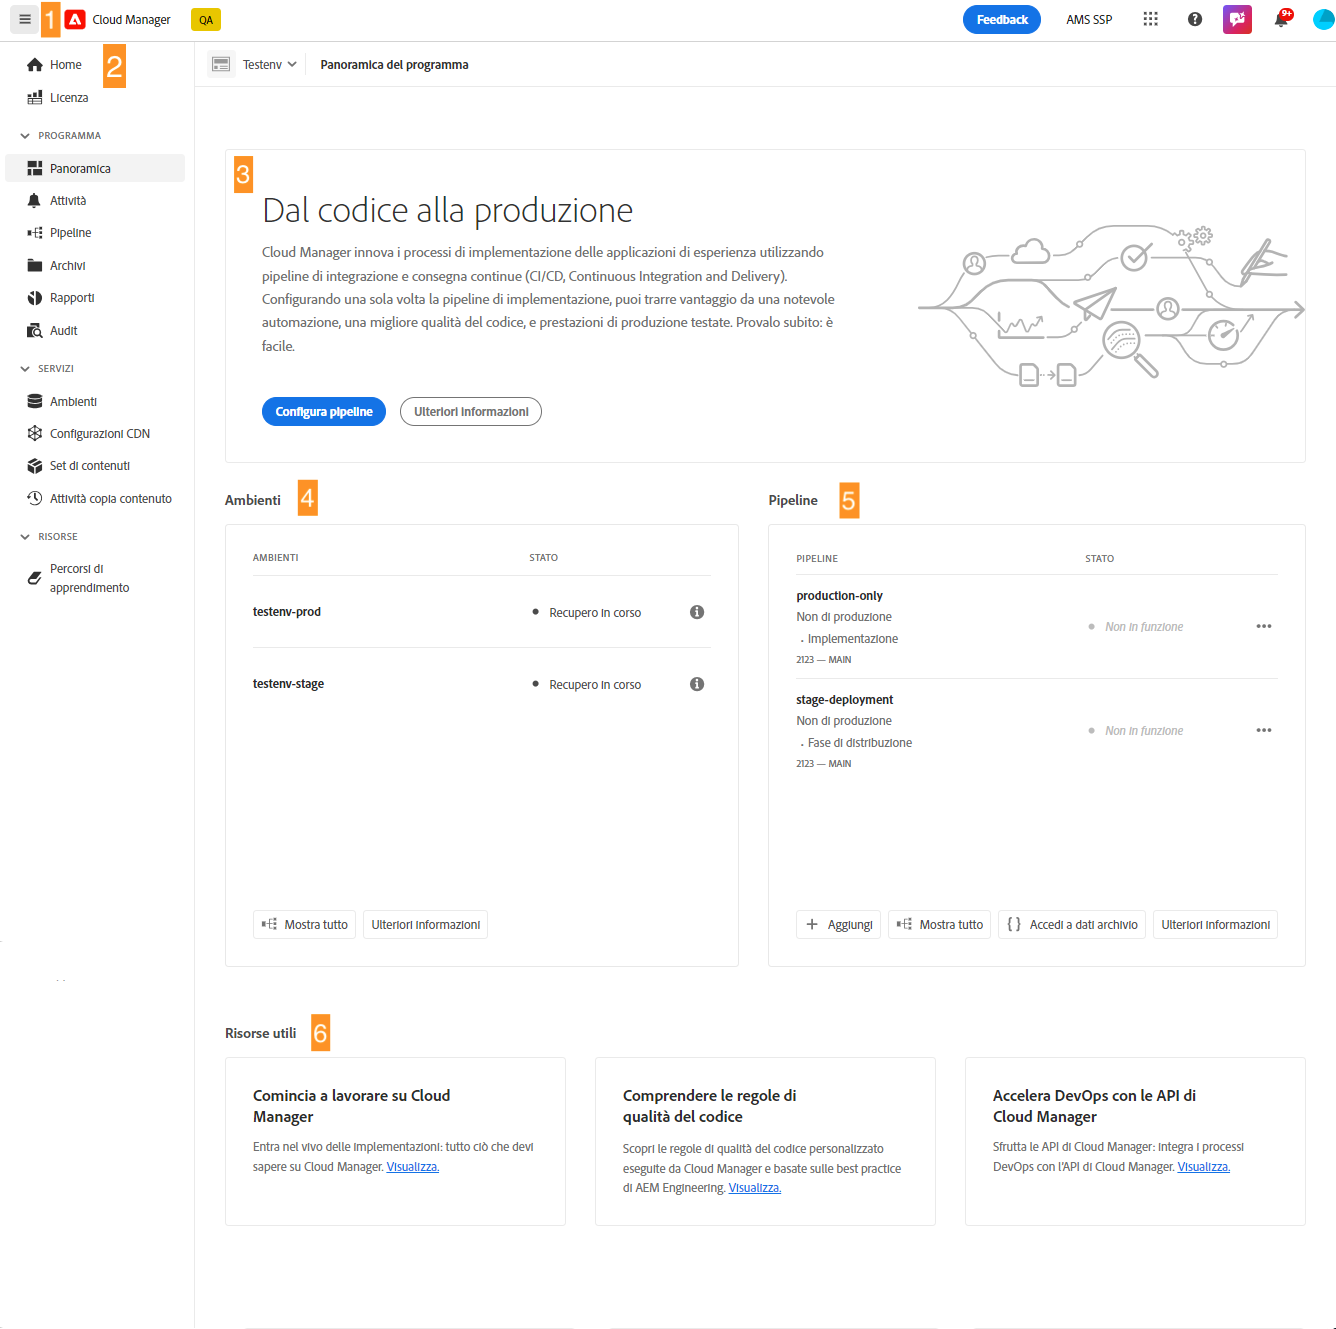 1 Cloud Manager QA Feedback AMS SSP 9+
Home 2
Licenza
PROGRAMMA
Panoramica
Attività
Pipeline
Archivi
Rapporti
Audit
SERVIZI
Ambienti
Configurazioni CDN
Set di contenuti
Attività copia contenuto
RISORSE
Percorsi di
apprendimento
Testenv Panoramica del programma
3
Dal codice alla produzione
Cloud Manager innova i processi di implementazione delle applicazioni di esperienza utilizzando
pipeline di integrazione e consegna continue (CI/CD, Continuous Integration and Delivery).
Configurando una sola volta la pipeline di implementazione, puoi trarre vantaggio da una notevole
automazione, una migliore qualità del codice, e prestazioni di produzione testate. Provalo subito: è
facile.
Configura pipeline Ulteriori informazioni
Ambienti 4
AMBIENTI STATO
testenv-prod Recupero in corso
testenv-stage Recupero in corso
Mostra tutto Ulteriori informazioni
Pipeline 5
PIPELINE STATO
production-only
Non di produzione
· Implementazione Non in funzione
2123 — MAIN
stage-deployment
Non di produzione
· Fase di distribuzione Non in funzione
2123 — MAIN
Aggiungi Mostra tutto Accedi a dati archivio Ulteriori informazioni
Risorse utili 6
Comincia a lavorare su Cloud
Manager
Entra nel vivo delle implementazioni: tutto ciò che devi
sapere su Cloud Manager. Visualizza.
Comprendere le regole di
qualità del codice
Scopri le regole di qualità del codice personalizzato
eseguite da Cloud Manager e basate sulle best practice
di AEM Engineering. Visualizza.
Accelera DevOps con le API di
Cloud Manager
Sfrutta le API di Cloud Manager: integra i processi
DevOps con l'API di Cloud Manager. Visualizza.